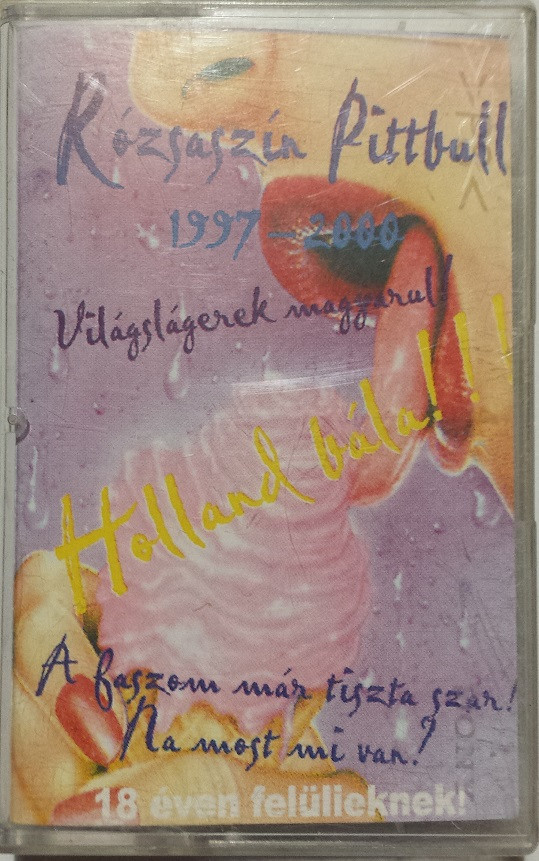 Rózsaszín Pittbull
1997-2000
Világslágerek magyarul!
Holland bála!!!
A faszom már tiszta szar!
Na most mi van?
18 éven felülieknek!